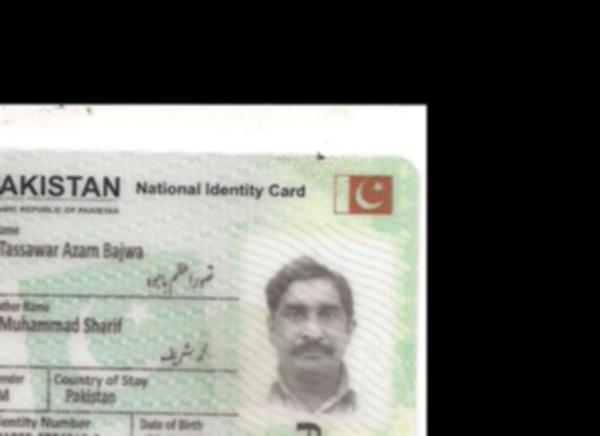 AKISTAN National Identity Card
AMIC REPUBLIC OF PAKISTAN
ame
Tassawar Azam Bajwa
تصور اعظم باجوہ
ather Name
Muhammad Sharif
محمد شریف
ender Country of Stay
M Pakistan
entity Number Date of Birth